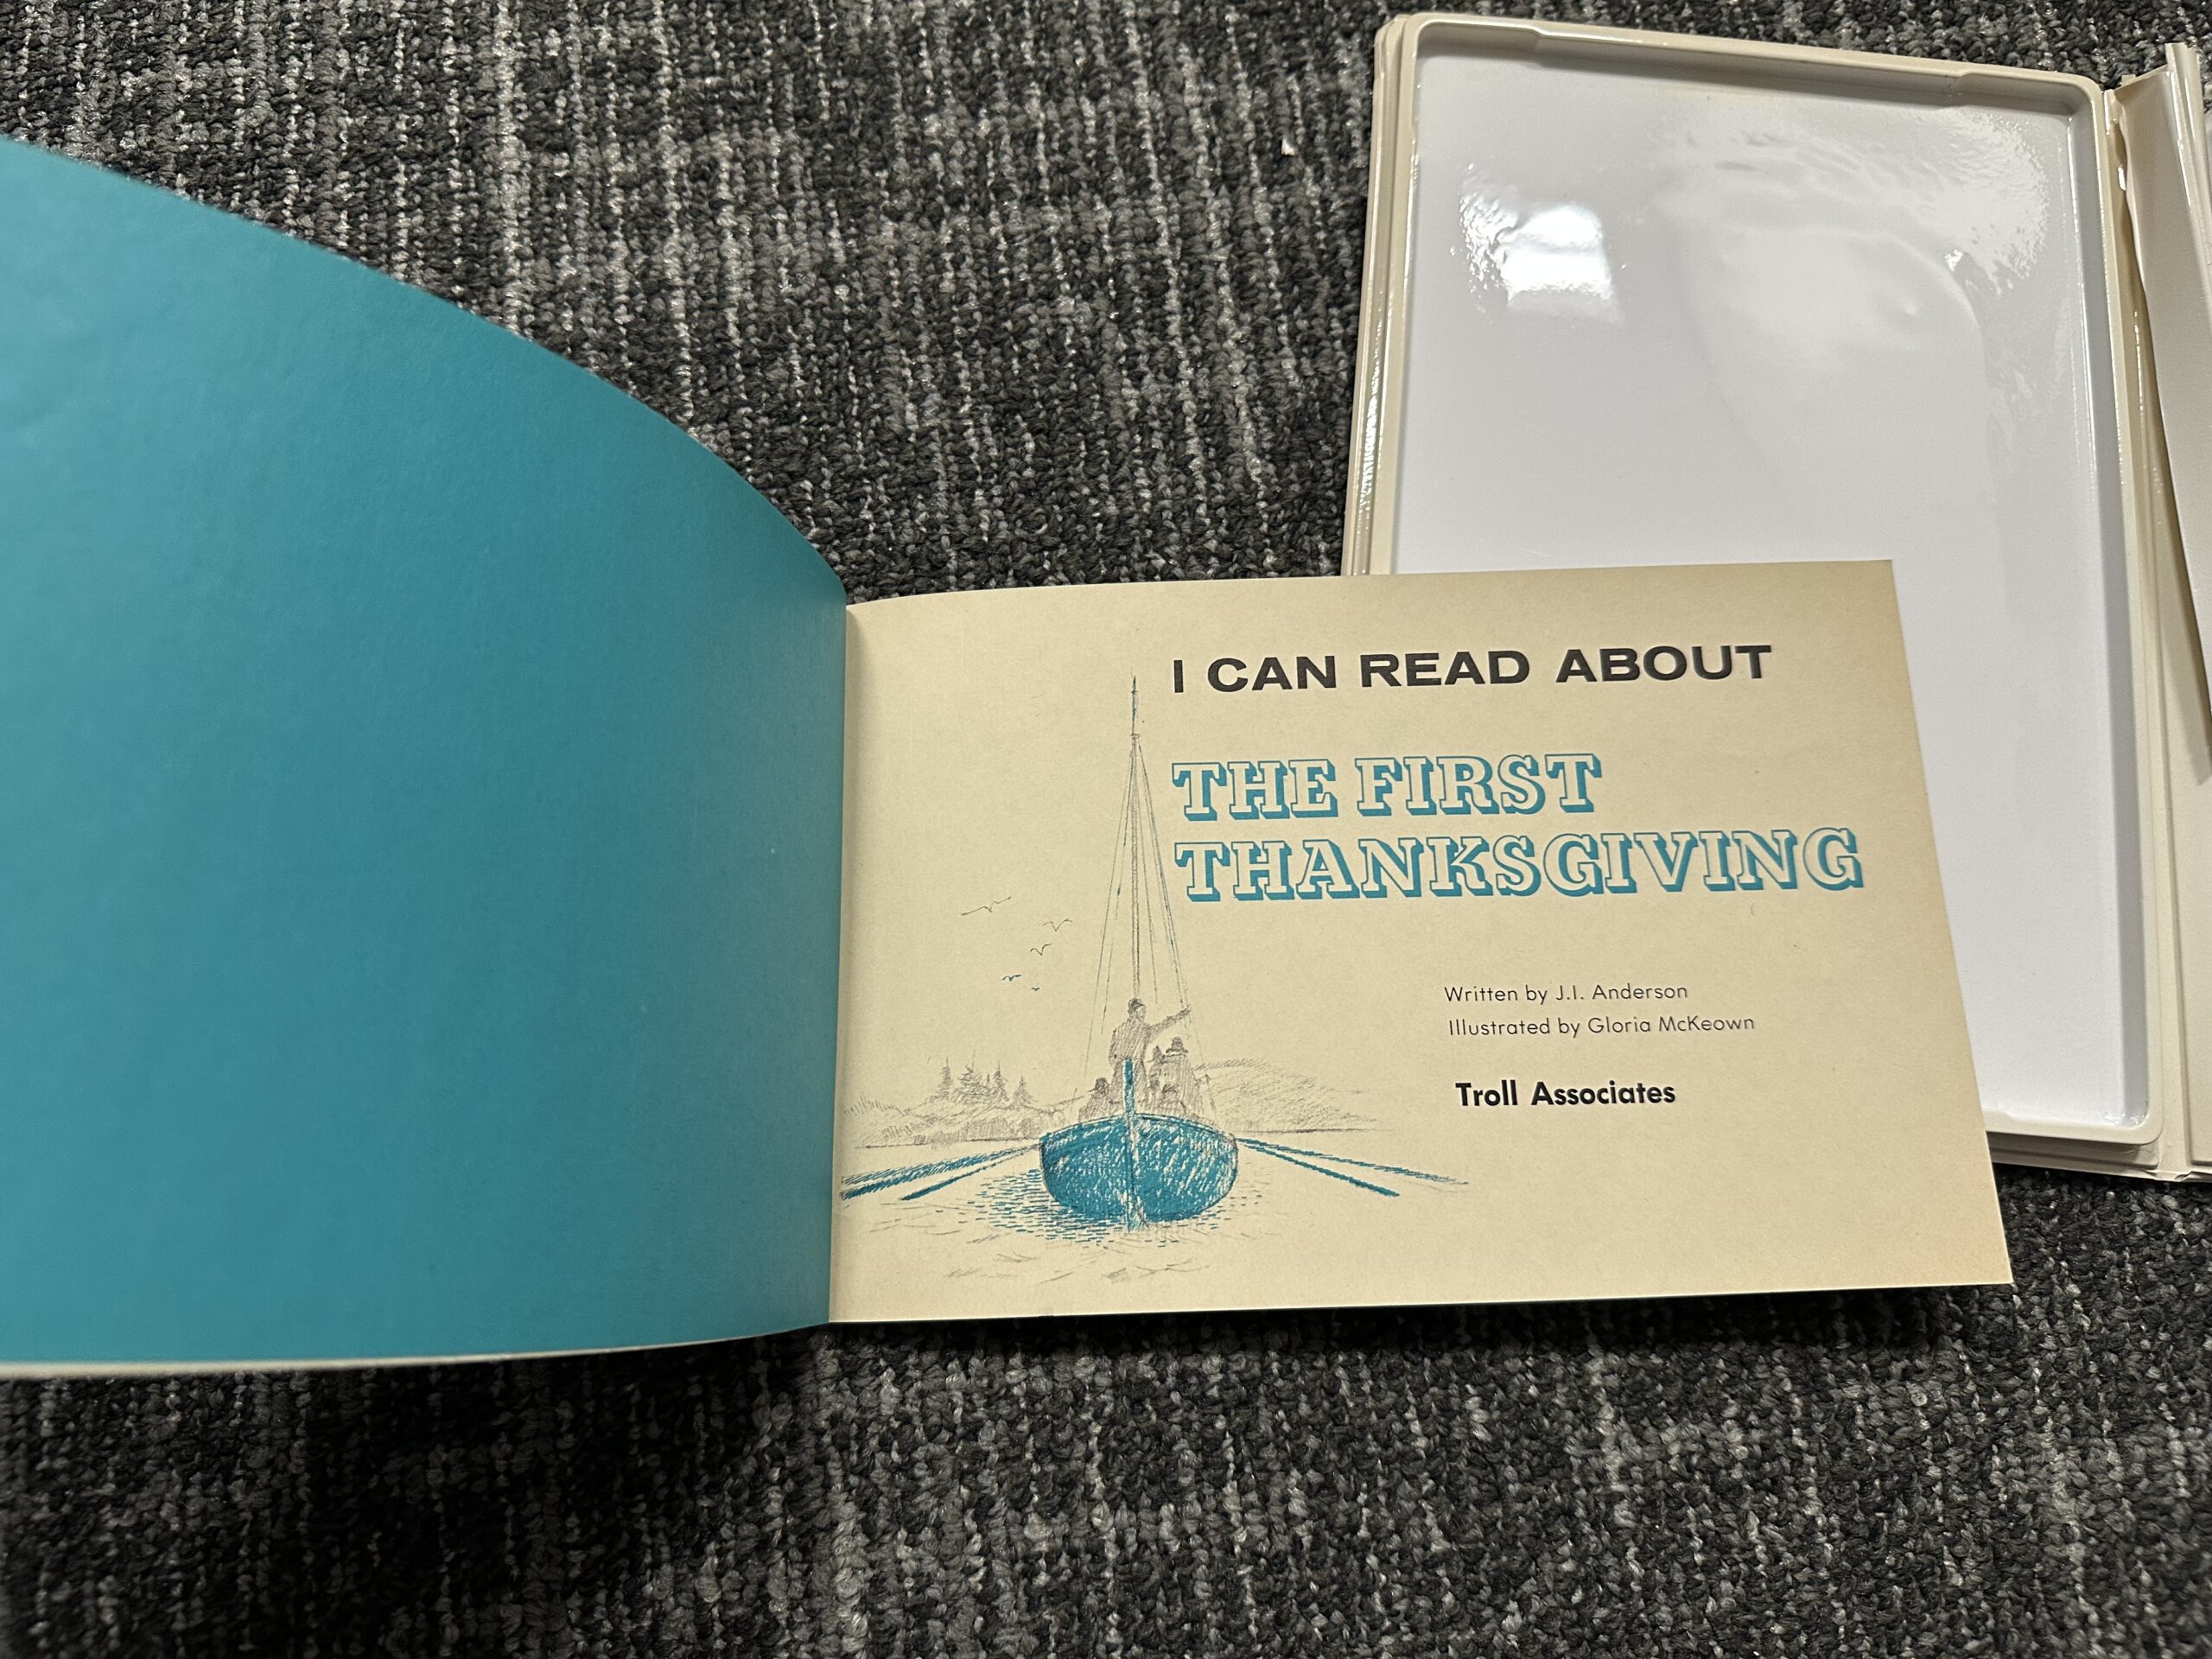 I CAN READ ABOUT
THE FIRST
THANKSGIVING
Written by J.I. Anderson
Illustrated by Gloria McKeown
Troll Associates